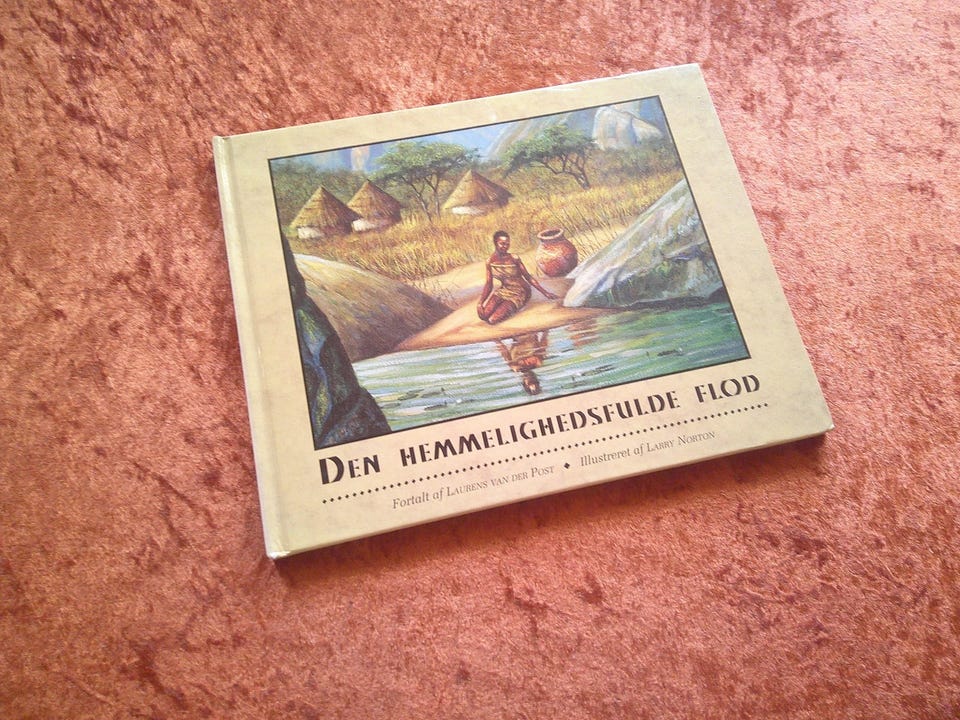 DEN HEMMELIGHEDSFULDE FLOD
Fortalt af LAURENS VAN DER POST ◆ Illustreret af LARRY NORTON